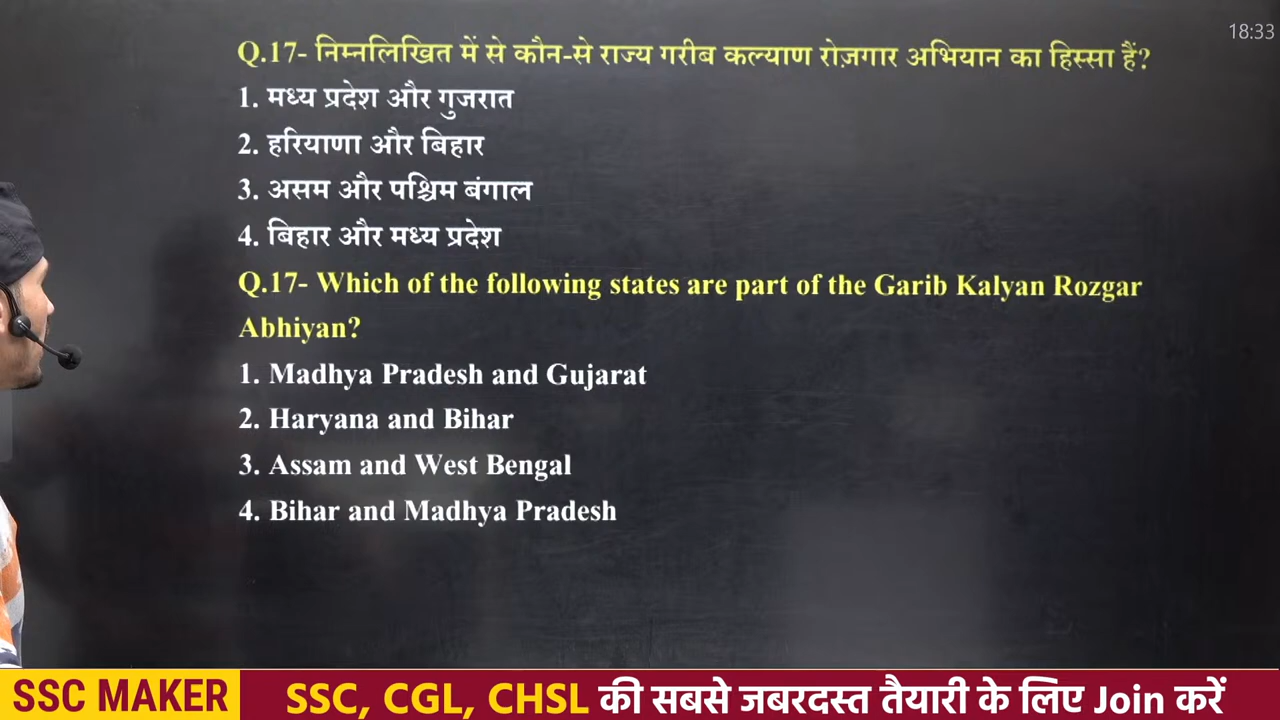 18:33
Q.17- निम्नलिखित में से कौन-से राज्य गरीब कल्याण रोज़गार अभियान का हिस्सा हैं?
1. मध्य प्रदेश और गुजरात
2. हरियाणा और बिहार
3. असम और पश्चिम बंगाल
4. बिहार और मध्य प्रदेश
Q.17- Which of the following states are part of the Garib Kalyan Rozgar
Abhiyan?
1. Madhya Pradesh and Gujarat
2. Haryana and Bihar
3. Assam and West Bengal
4. Bihar and Madhya Pradesh
SSC MAKER SSC, CGL, CHSL की सबसे जबरदस्त तैयारी के लिए Join करें